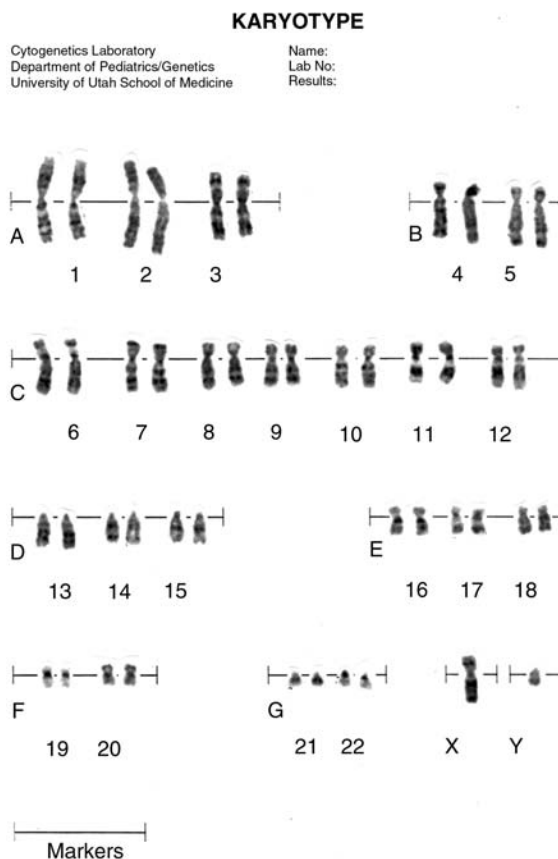 KARYOTYPE
Cytogenetics Laboratory
Department of Pediatrics/Genetics
University of Utah School of Medicine
Name:
Lab No:
Results:
A
1 2 3
B
4 5
C
6 7 8 9 10 11 12
D
13 14 15
E
16 17 18
F
19 20
G
21 22
X Y
Markers